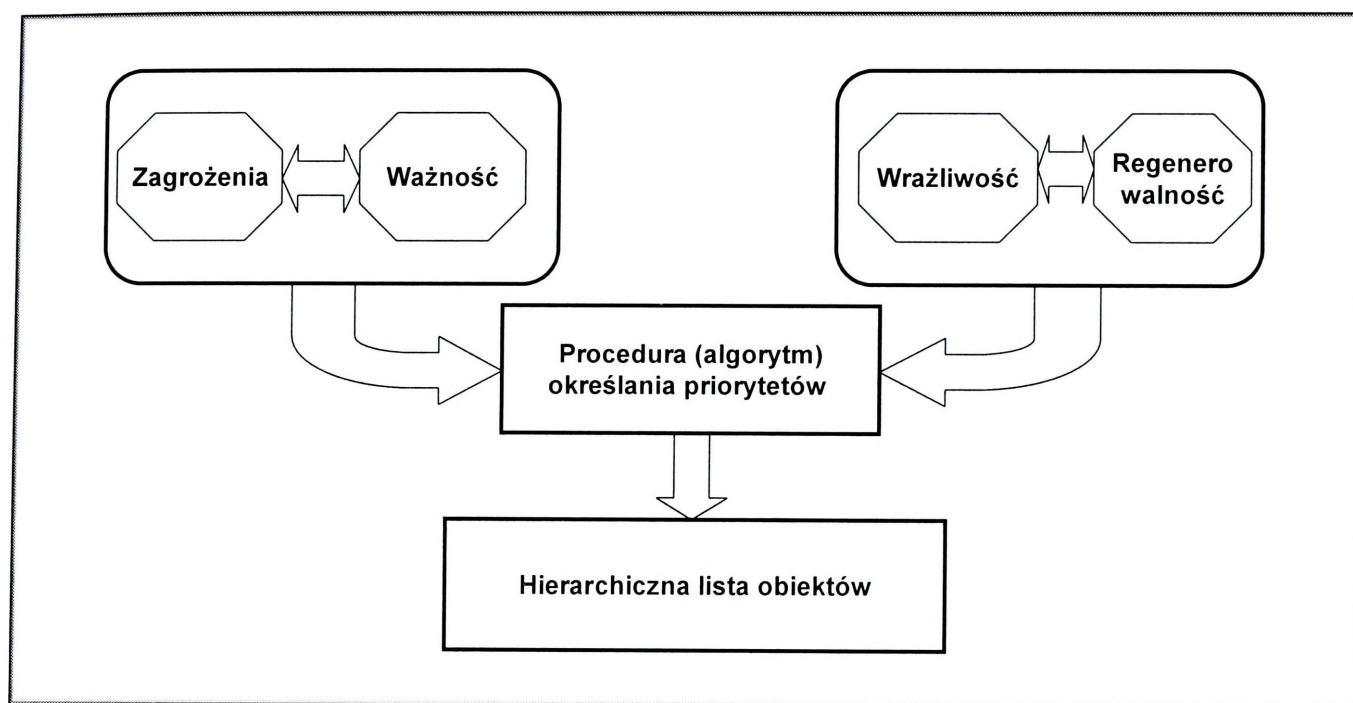 Zagrożenia
Ważność
Wrażliwość
Regenero
walność
Procedura (algorytm)
określania priorytetów
Hierarchiczna lista obiektów